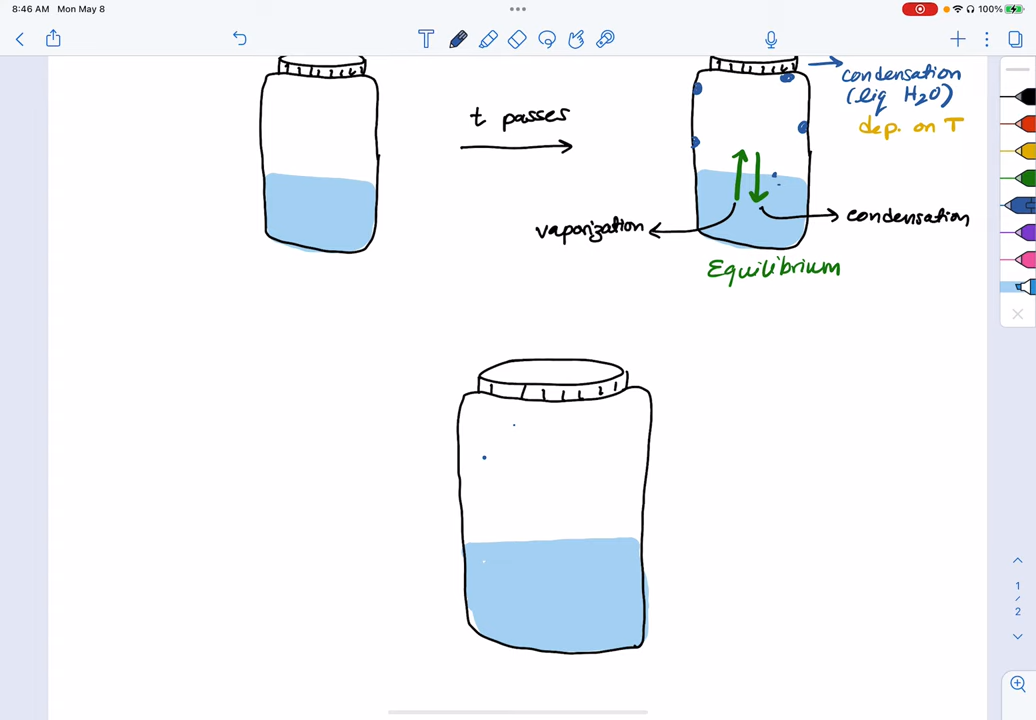 8:46 AM Mon May 8
100%
T
t passes
condensation
(liq H2O)
dep. on T
vaporization
condensation
Equilibrium
1
/
2